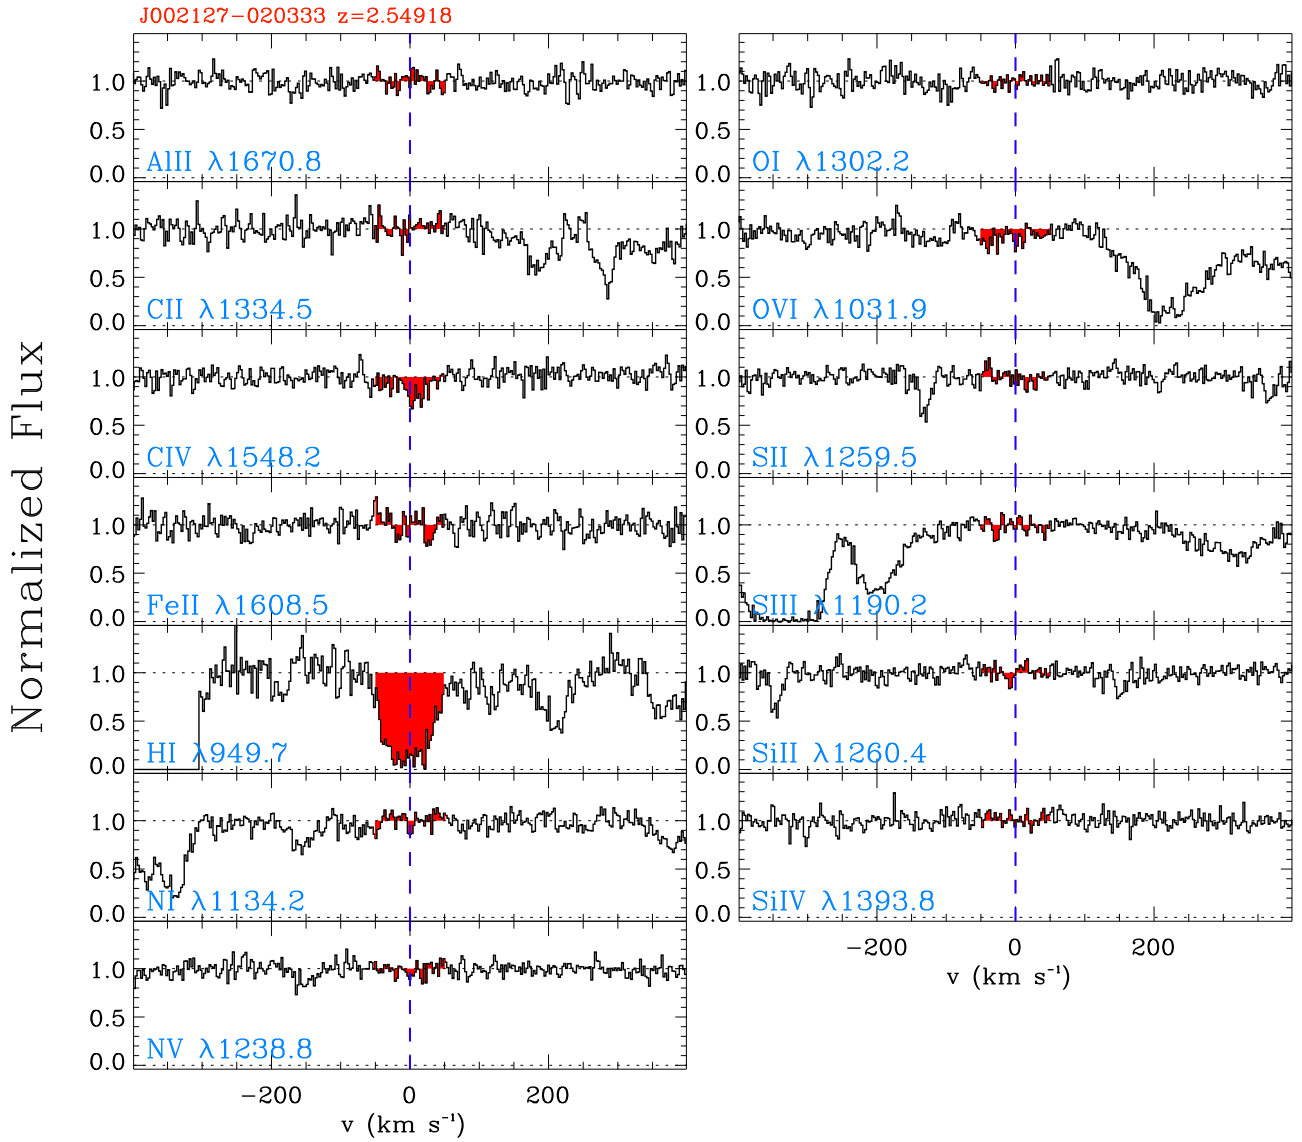 J002127−020333 z=2.54918
Normalized Flux
1.0
0.5
0.0
AlII λ1670.8
1.0
0.5
0.0
CII λ1334.5
1.0
0.5
0.0
CIV λ1548.2
1.0
0.5
0.0
FeII λ1608.5
1.0
0.5
0.0
HI λ949.7
1.0
0.5
0.0
NI λ1134.2
1.0
0.5
0.0
NV λ1238.8
−200 0 200
v (km s⁻¹)
1.0
0.5
0.0
OI λ1302.2
1.0
0.5
0.0
OVI λ1031.9
1.0
0.5
0.0
SII λ1259.5
1.0
0.5
0.0
SIII λ1190.2
1.0
0.5
0.0
SiII λ1260.4
1.0
0.5
0.0
SiIV λ1393.8
−200 0 200
v (km s⁻¹)